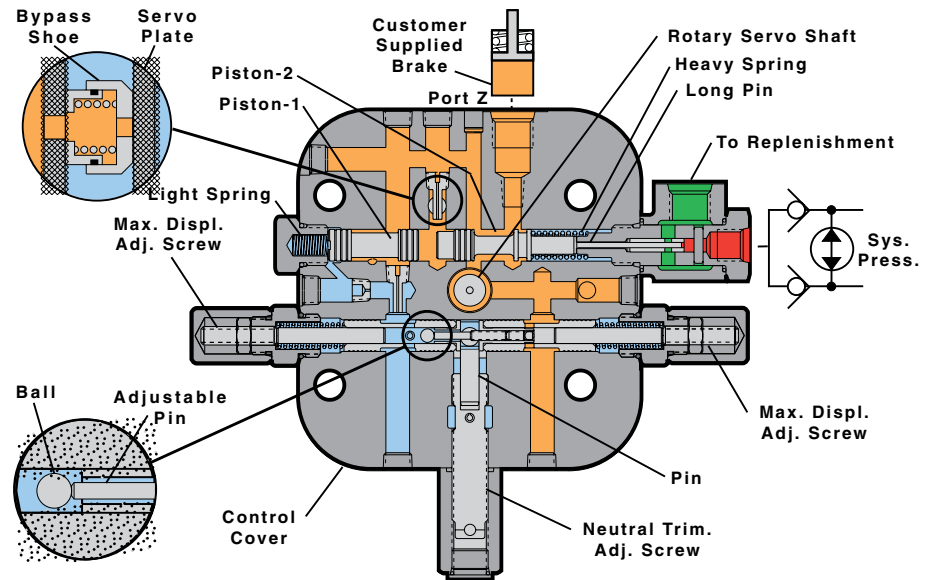 Bypass
Shoe
Servo
Plate
Customer
Supplied
Brake
Port Z
Piston-2
Piston-1
Rotary Servo Shaft
Heavy Spring
Long Pin
To Replenishment
Light Spring
Max. Displ.
Adj. Screw
Sys.
Press.
Ball
Adjustable
Pin
Max. Displ.
Adj. Screw
Pin
Control
Cover
Neutral Trim.
Adj. Screw